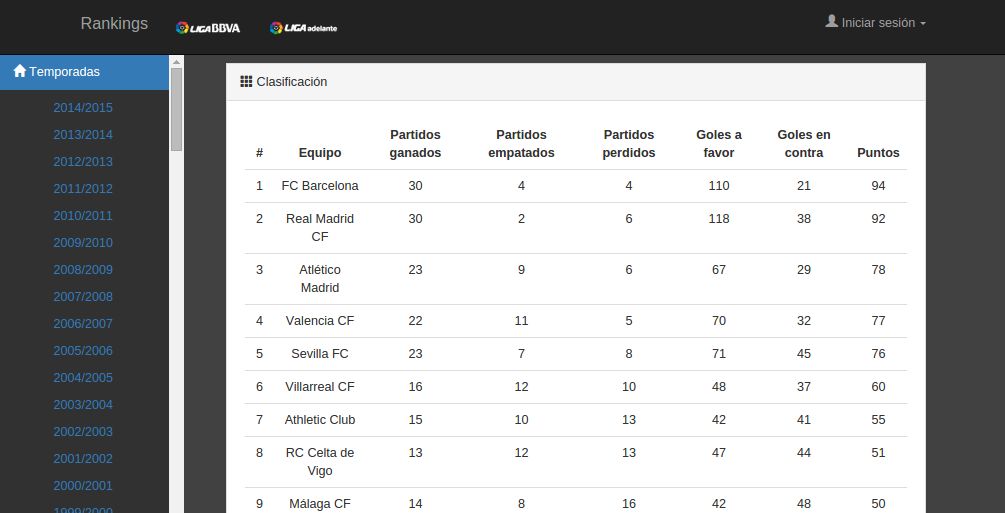 Rankings LIGA BBVA LIGA adelante Iniciar sesión
Temporadas
2014/2015
2013/2014
2012/2013
2011/2012
2010/2011
2009/2010
2008/2009
2007/2008
2006/2007
2005/2006
2004/2005
2003/2004
2002/2003
2001/2002
2000/2001
1999/2000
Clasificación
# Equipo Partidos ganados Partidos empatados Partidos perdidos Goles a favor Goles en contra Puntos
1 FC Barcelona 30 4 4 110 21 94
2 Real Madrid CF 30 2 6 118 38 92
3 Atlético Madrid 23 9 6 67 29 78
4 Valencia CF 22 11 5 70 32 77
5 Sevilla FC 23 7 8 71 45 76
6 Villarreal CF 16 12 10 48 37 60
7 Athletic Club 15 10 13 42 41 55
8 RC Celta de Vigo 13 12 13 47 44 51
9 Málaga CF 14 8 16 42 48 50